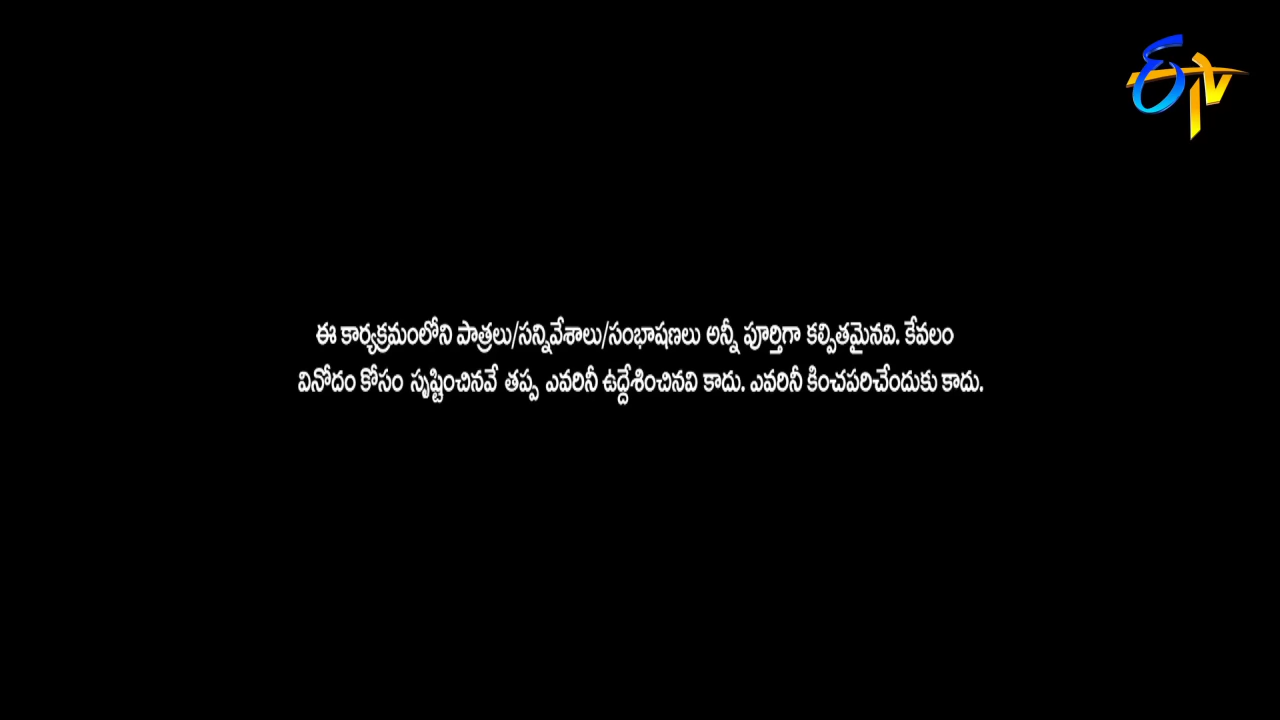 ఈ టీవీ
ఈ కార్యక్రమంలోని పాత్రలు/సన్నివేశాలు/సంభాషణలు అన్నీ పూర్తిగా కల్పితమైనవి. కేవలం
వినోదం కోసం సృష్టించినవే తప్ప ఎవరినీ ఉద్దేశించినవి కాదు. ఎవరినీ కించపరిచేందుకు కాదు.